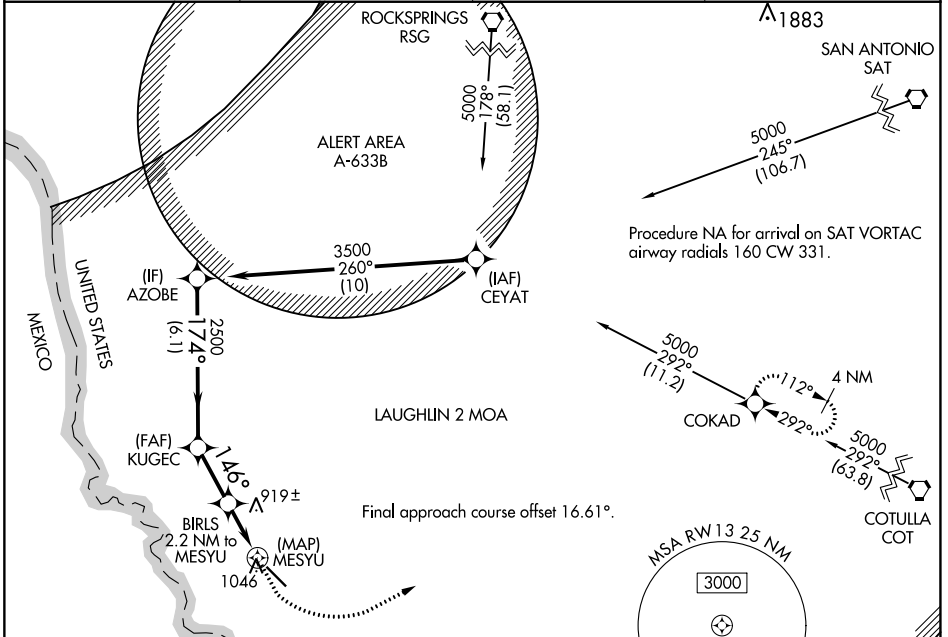 ROCKSPRINGS
RSG
5000
178°
(58.1)
1883
SAN ANTONIO
SAT
5000
245°
(106.7)
ALERT AREA
A-633B
Procedure NA for arrival on SAT VORTAC
airway radials 160 CW 331.
3500
260°
(10)
(IAF)
CEYAT
(IF)
AZOBE
UNITED STATES
MEXICO
2500
174°
(6.1)
5000
292°
(11.2)
112°
4 NM
COKAD
292°
5000
292°
(63.8)
COTULLA
COT
LAUGHLIN 2 MOA
(FAF)
KUGEC
146°
919±
BIRLS
2.2 NM to
MESYU
(MAP)
MESYU
1046
Final approach course offset 16.61°.
MSA RW13 25 NM
3000